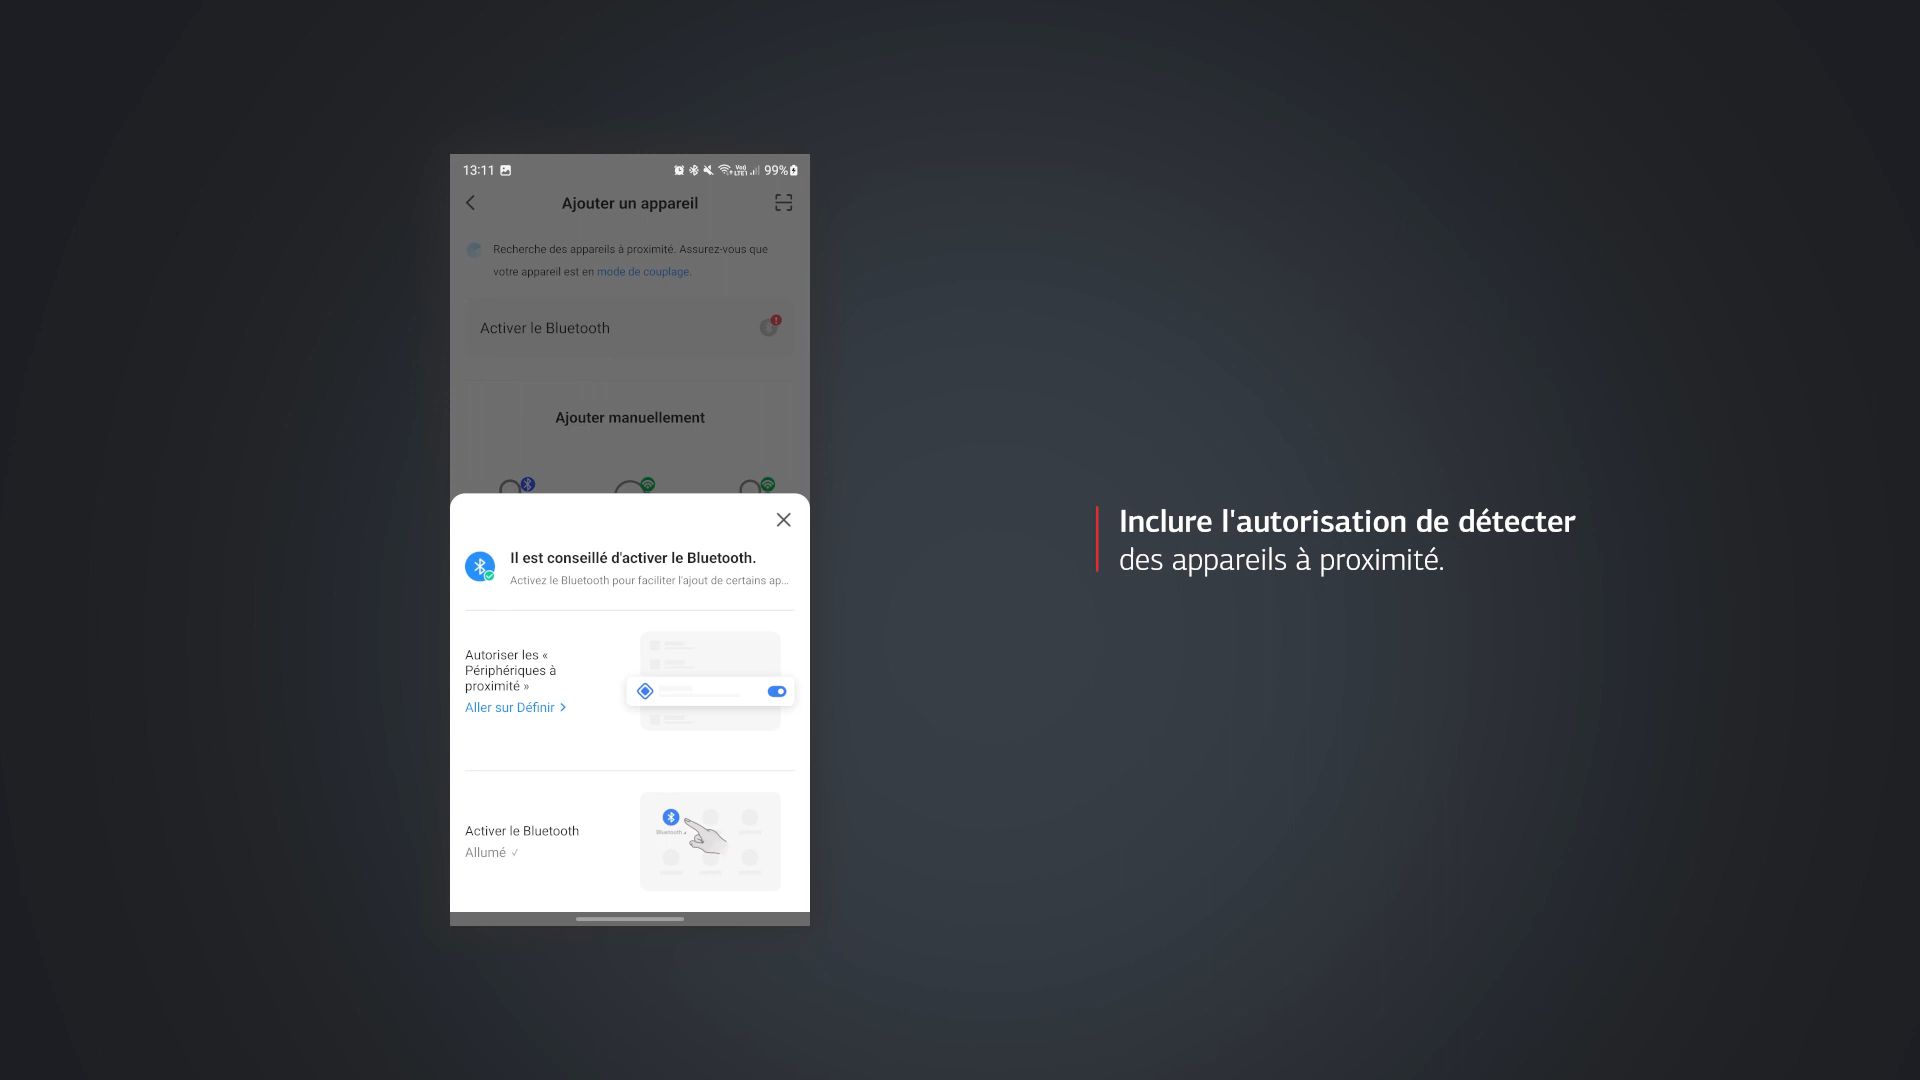 13:11
99%
Ajouter un appareil
Recherche des appareils à proximité. Assurez-vous que
votre appareil est en mode de couplage.
Activer le Bluetooth
Ajouter manuellement
Il est conseillé d'activer le Bluetooth.
Activez le Bluetooth pour faciliter l'ajout de certains ap...
Autoriser les «
Périphériques à
proximité »
Aller sur Définir
Activer le Bluetooth
Allumé
Bluetooth
Inclure l'autorisation de détecter
des appareils à proximité.